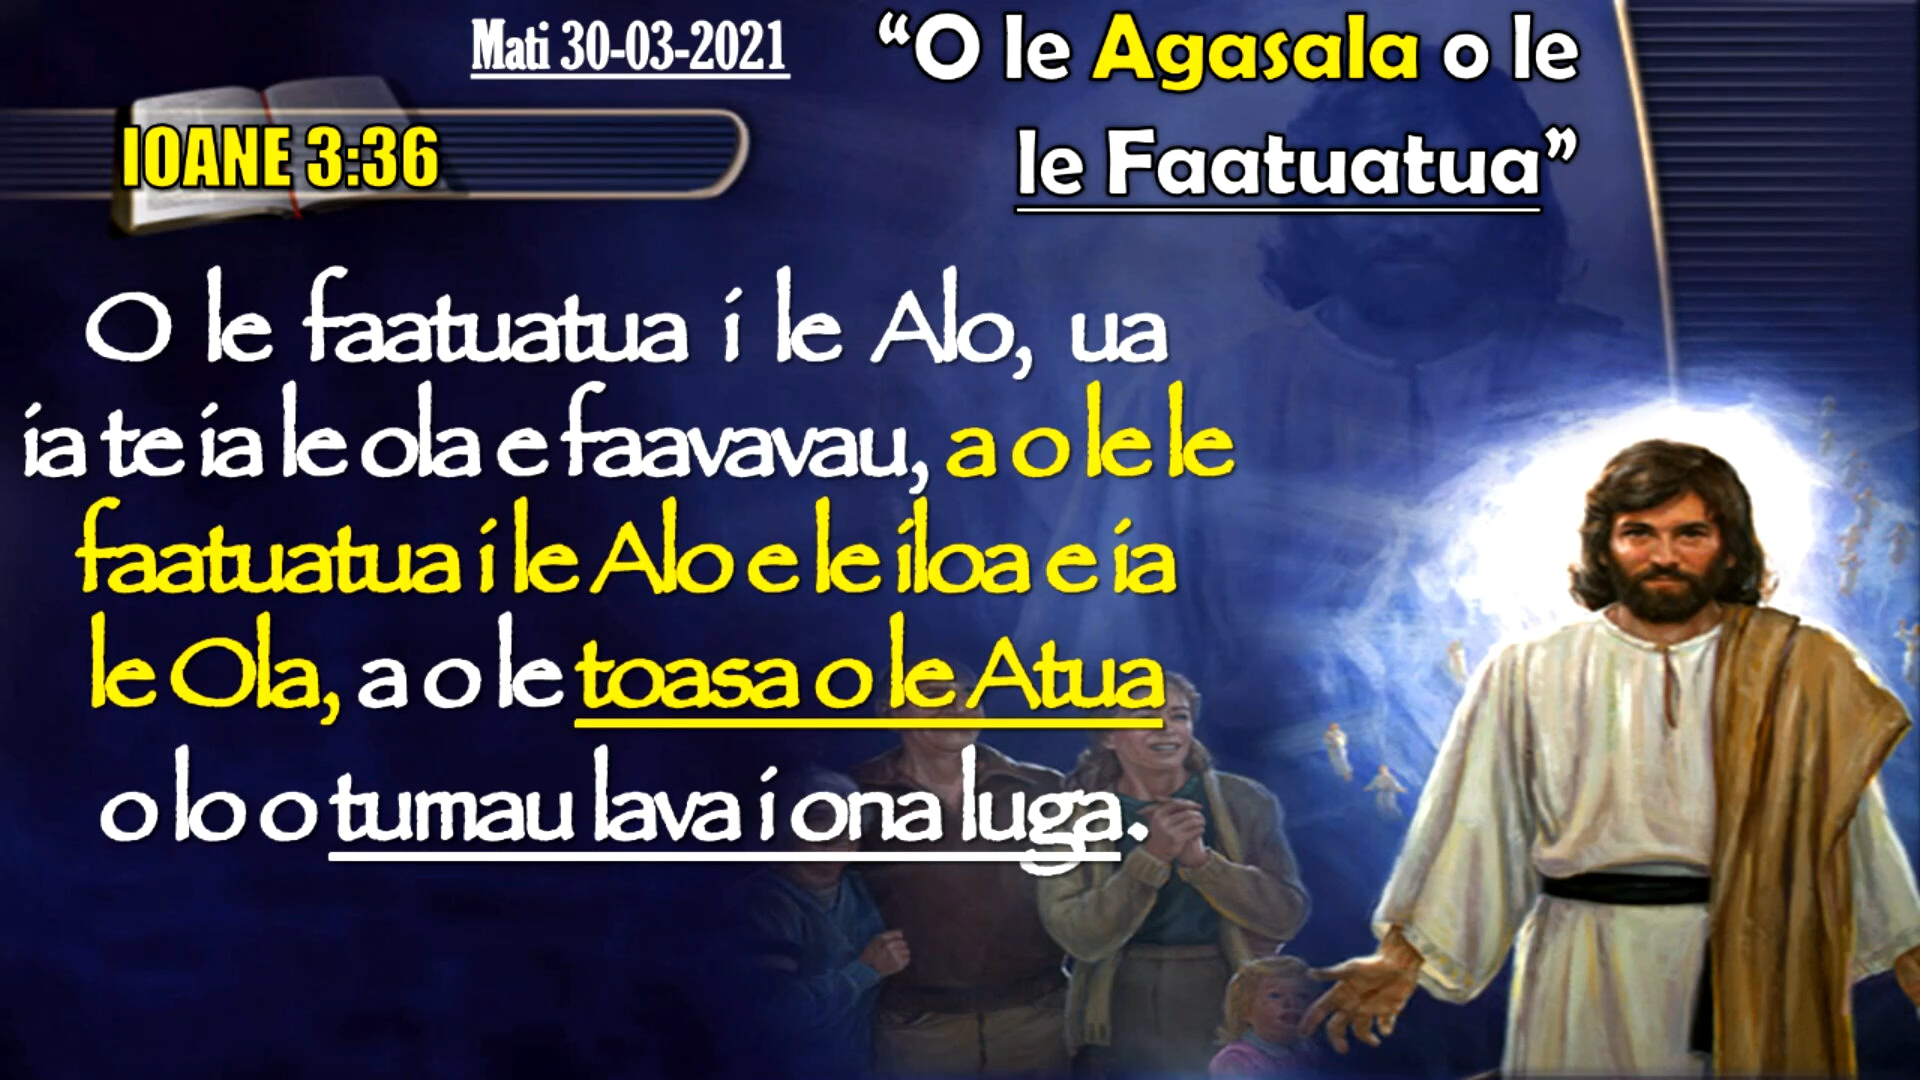 Mati 30-03-2021
“O le Agasala o le
le Faatuatua”
IOANE 3:36
O le faatuatua i le Alo, ua
ia te ia le ola e faavavau, a o le le
faatuatua i le Alo e le iloa e ia
le Ola, a o le toasa o le Atua
o lo o tumau lava i ona luga.